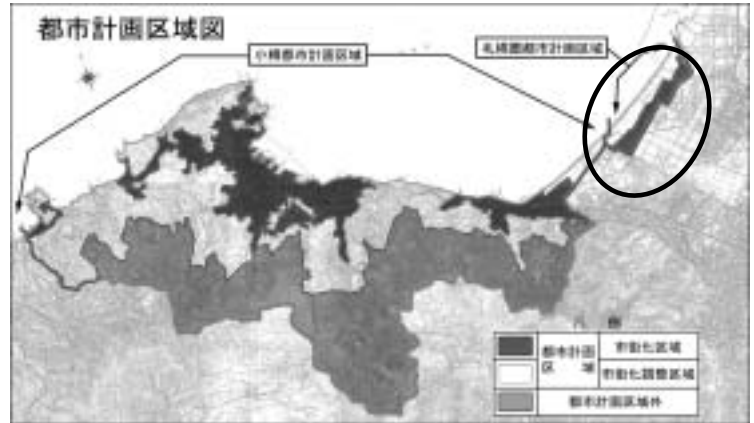 都市計画区域図
小樽都市計画区域
札幌圏都市計画区域
凡 例
都市計画区域
市街化区域
市街化調整区域
都市計画区域外